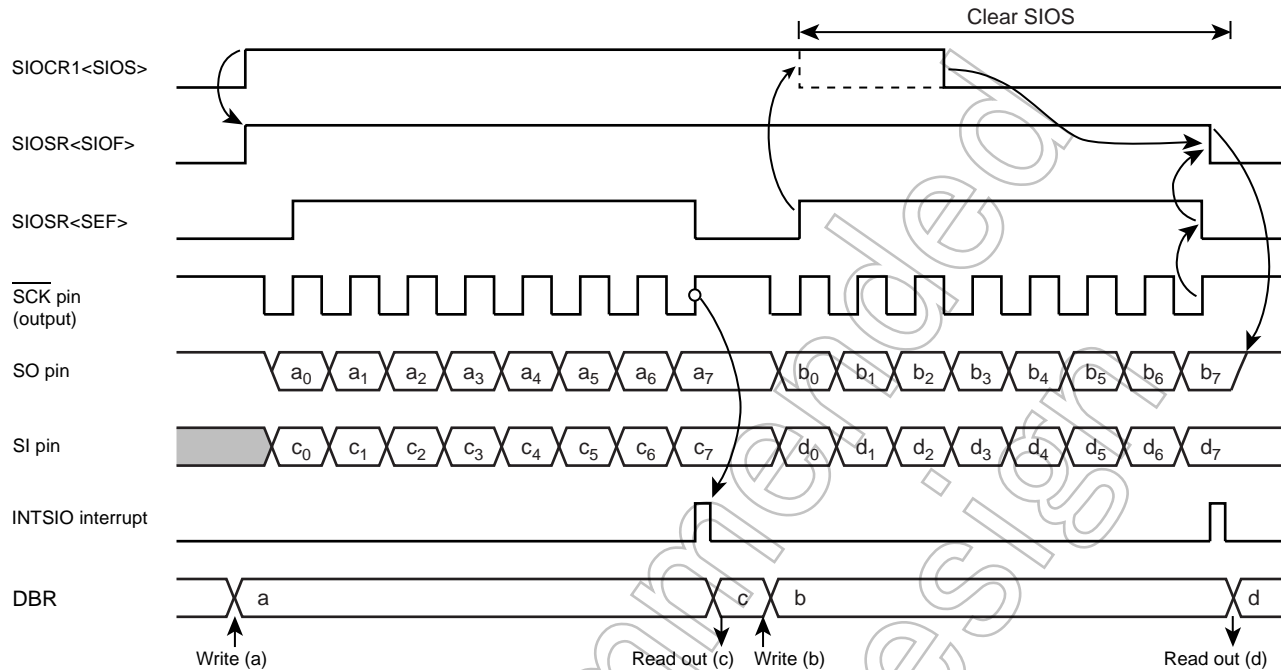 Clear SIOS
SIOCR1<SIOS>
SIOSR<SIOF>
SIOSR<SEF>
SCK pin
(output)
SO pin
a0 a1 a2 a3 a4 a5 a6 a7 b0 b1 b2 b3 b4 b5 b6 b7
SI pin
c0 c1 c2 c3 c4 c5 c6 c7 d0 d1 d2 d3 d4 d5 d6 d7
INTSIO interrupt
DBR
a c b d
Write (a) Read out (c) Write (b) Read out (d)
mmended
esign